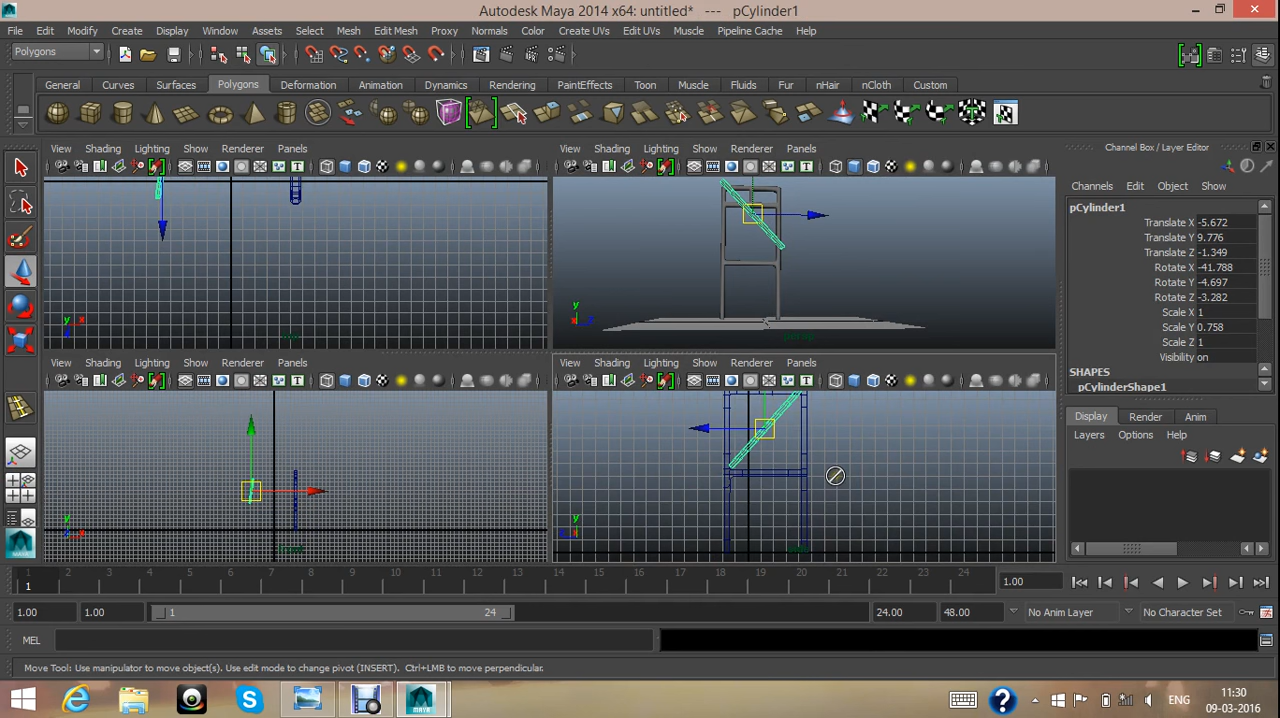 Autodesk Maya 2014 x64: untitled* --- pCylinder1
File Edit Modify Create Display Window Assets Select Mesh Edit Mesh Proxy Normals Color Create UVs Edit UVs Muscle Pipeline Cache Help
Polygons
General Curves Surfaces Polygons Deformation Animation Dynamics Rendering PaintEffects Toon Muscle Fluids Fur nHair nCloth Custom
View Shading Lighting Show Renderer Panels
View Shading Lighting Show Renderer Panels
Channel Box / Layer Editor
Channels Edit Object Show
pCylinder1
Translate X -5.672
Translate Y 9.776
Translate Z -1.349
Rotate X -41.788
Rotate Y -4.697
Rotate Z -3.282
Scale X 1
Scale Y 0.758
Scale Z 1
Visibility on
SHAPES
pCylinderShape1
View Shading Lighting Show Renderer Panels
View Shading Lighting Show Renderer Panels
Display Render Anim
Layers Options Help
1 2 3 4 5 6 7 8 9 10 11 12 13 14 15 16 17 18 19 20 21 22 23 24
1
1.00
1.00 1.00 1 24 24.00 48.00 No Anim Layer No Character Set
MEL
Move Tool: Use manipulator to move object(s). Use edit mode to change pivot (INSERT). Ctrl+LMB to move perpendicular.
ENG
11:30
09-03-2016